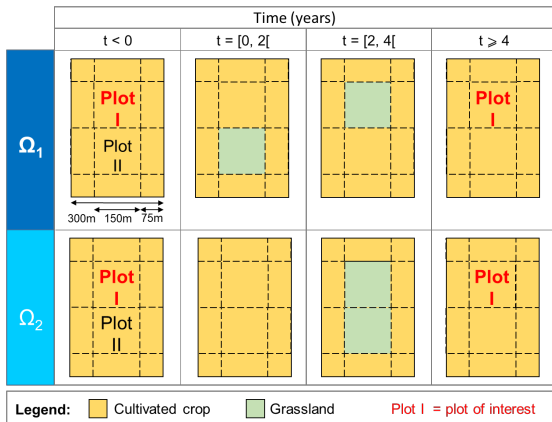 Time (years)
t < 0
t = [0, 2[
t = [2, 4[
t ⩾ 4
Ω1
Plot
I
Plot
II
Plot
I
300m
150m
75m
Ω2
Plot
I
Plot
II
Plot
I
Legend:
Cultivated crop
Grassland
Plot I = plot of interest